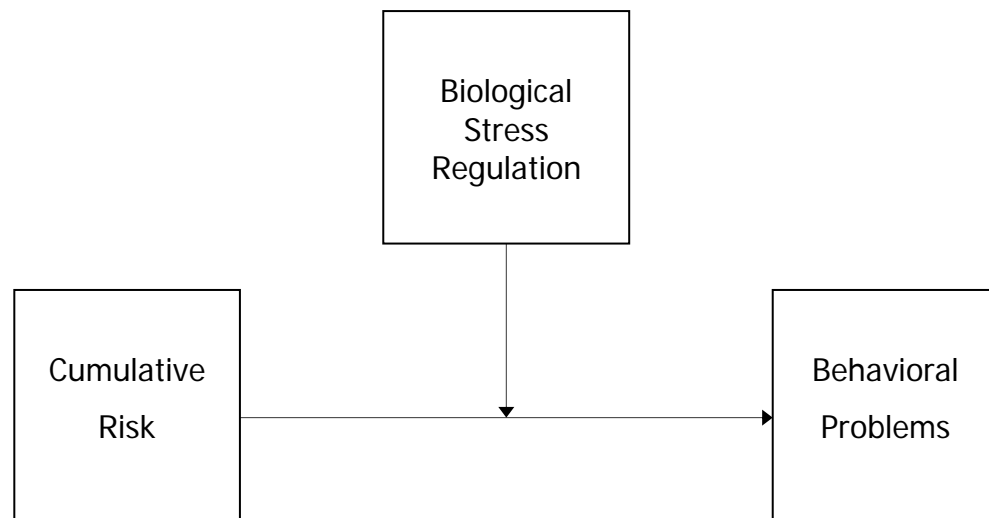 Biological
Stress
Regulation
Cumulative
Risk
Behavioral
Problems